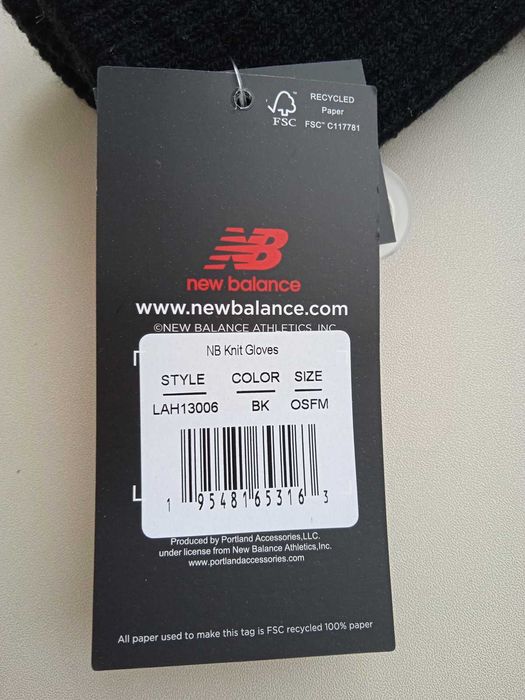 RECYCLED
Paper
FSC
FSC™ C117781
NB
new balance
www.newbalance.com
©NEW BALANCE ATHLETICS, INC
NB Knit Gloves
STYLE COLOR SIZE
LAH13006 BK OSFM
1 95481 65316 3
Produced by Portland Accessories,LLC.
under license from New Balance Athletics,Inc.
www.portlandaccessories.com
All paper used to make this tag is FSC recycled 100% paper